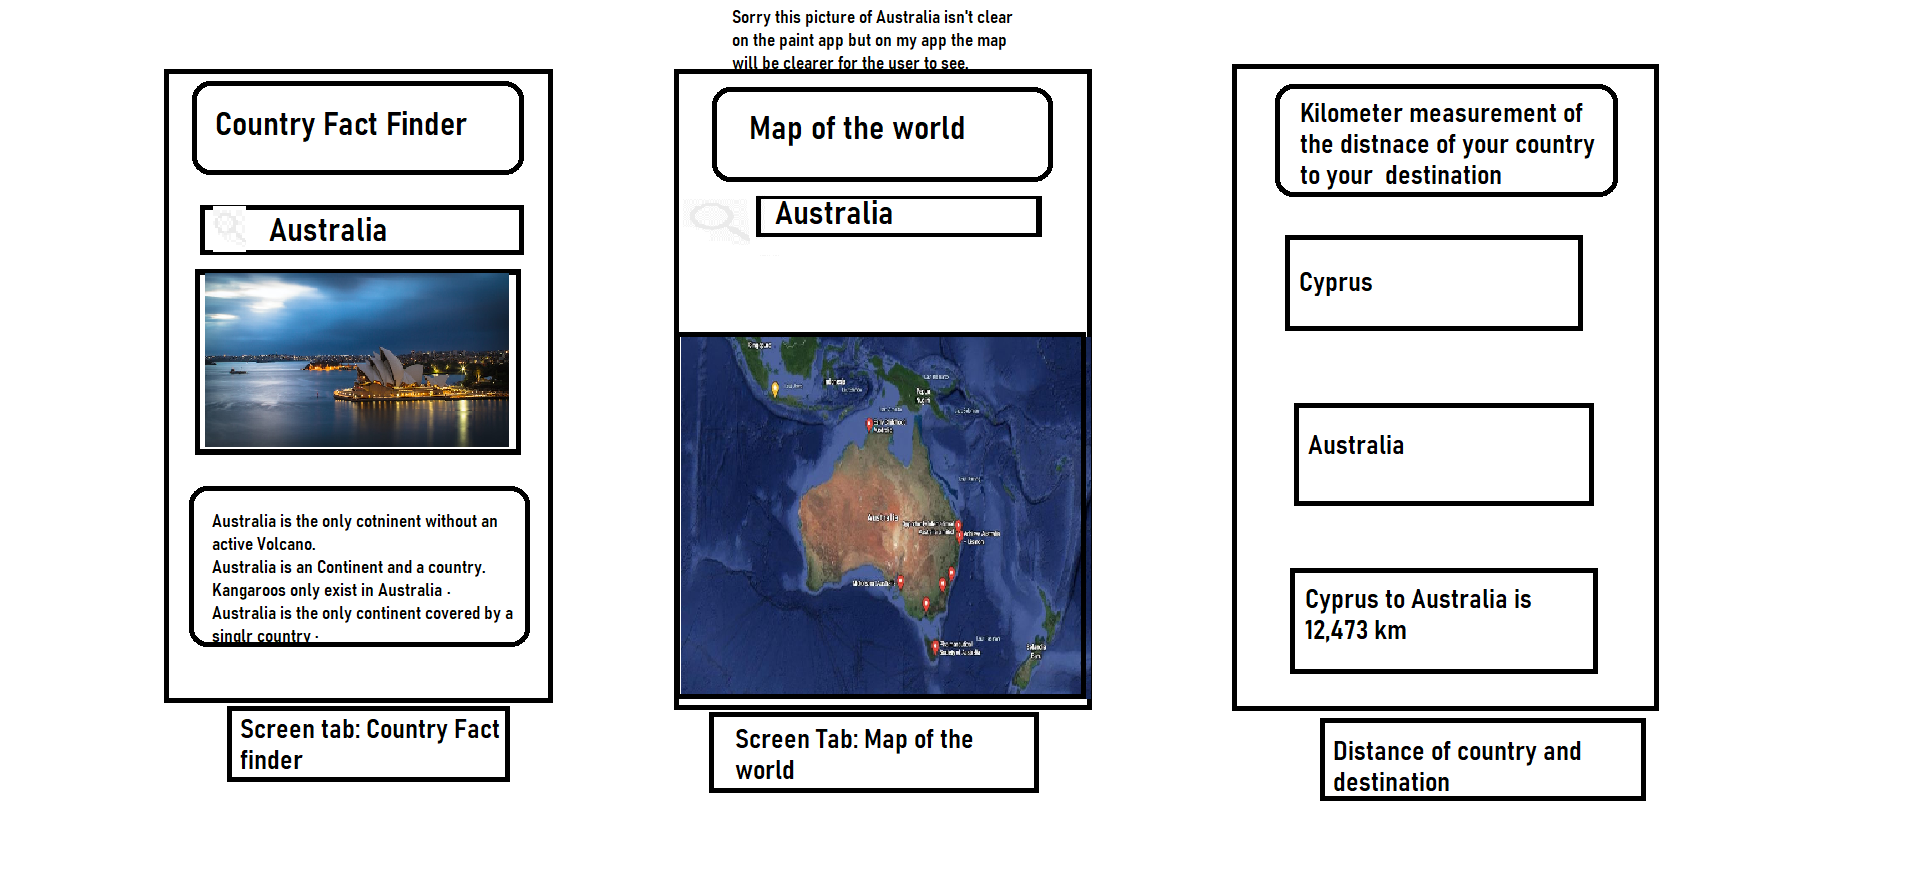 Sorry this picture of Australia isn't clear
on the paint app but on my app the map
will be clearer for the user to see.
Country Fact Finder
Australia
Australia is the only cotninent without an
active Volcano.
Australia is an Continent and a country.
Kangaroos only exist in Australia .
Australia is the only continent covered by a
singlr country .
Screen tab: Country Fact
finder
Map of the world
Australia
Indonesia
Papua
Australia
Screen Tab: Map of the
world
Kilometer measurement of
the distnace of your country
to your  destination
Cyprus
Australia
Cyprus to Australia is
12,473 km
Distance of country and
destination